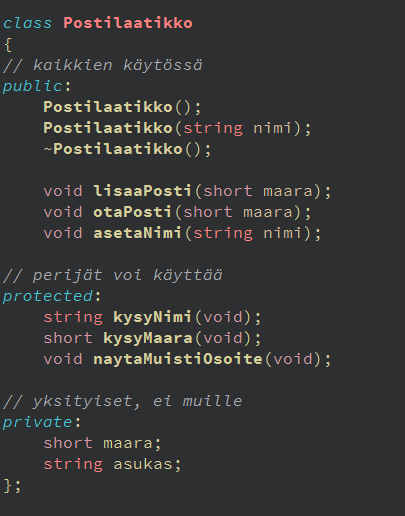 class Postilaatikko
{
// kaikkien käytössä
public:
    Postilaatikko();
    Postilaatikko(string nimi);
    ~Postilaatikko();

    void lisaaPosti(short maara);
    void otaPosti(short maara);
    void asetaNimi(string nimi);

// perijät voi käyttää
protected:
    string kysyNimi(void);
    short kysyMaara(void);
    void naytaMuistiOsoite(void);

// yksityiset, ei muille
private:
    short maara;
    string asukas;
};